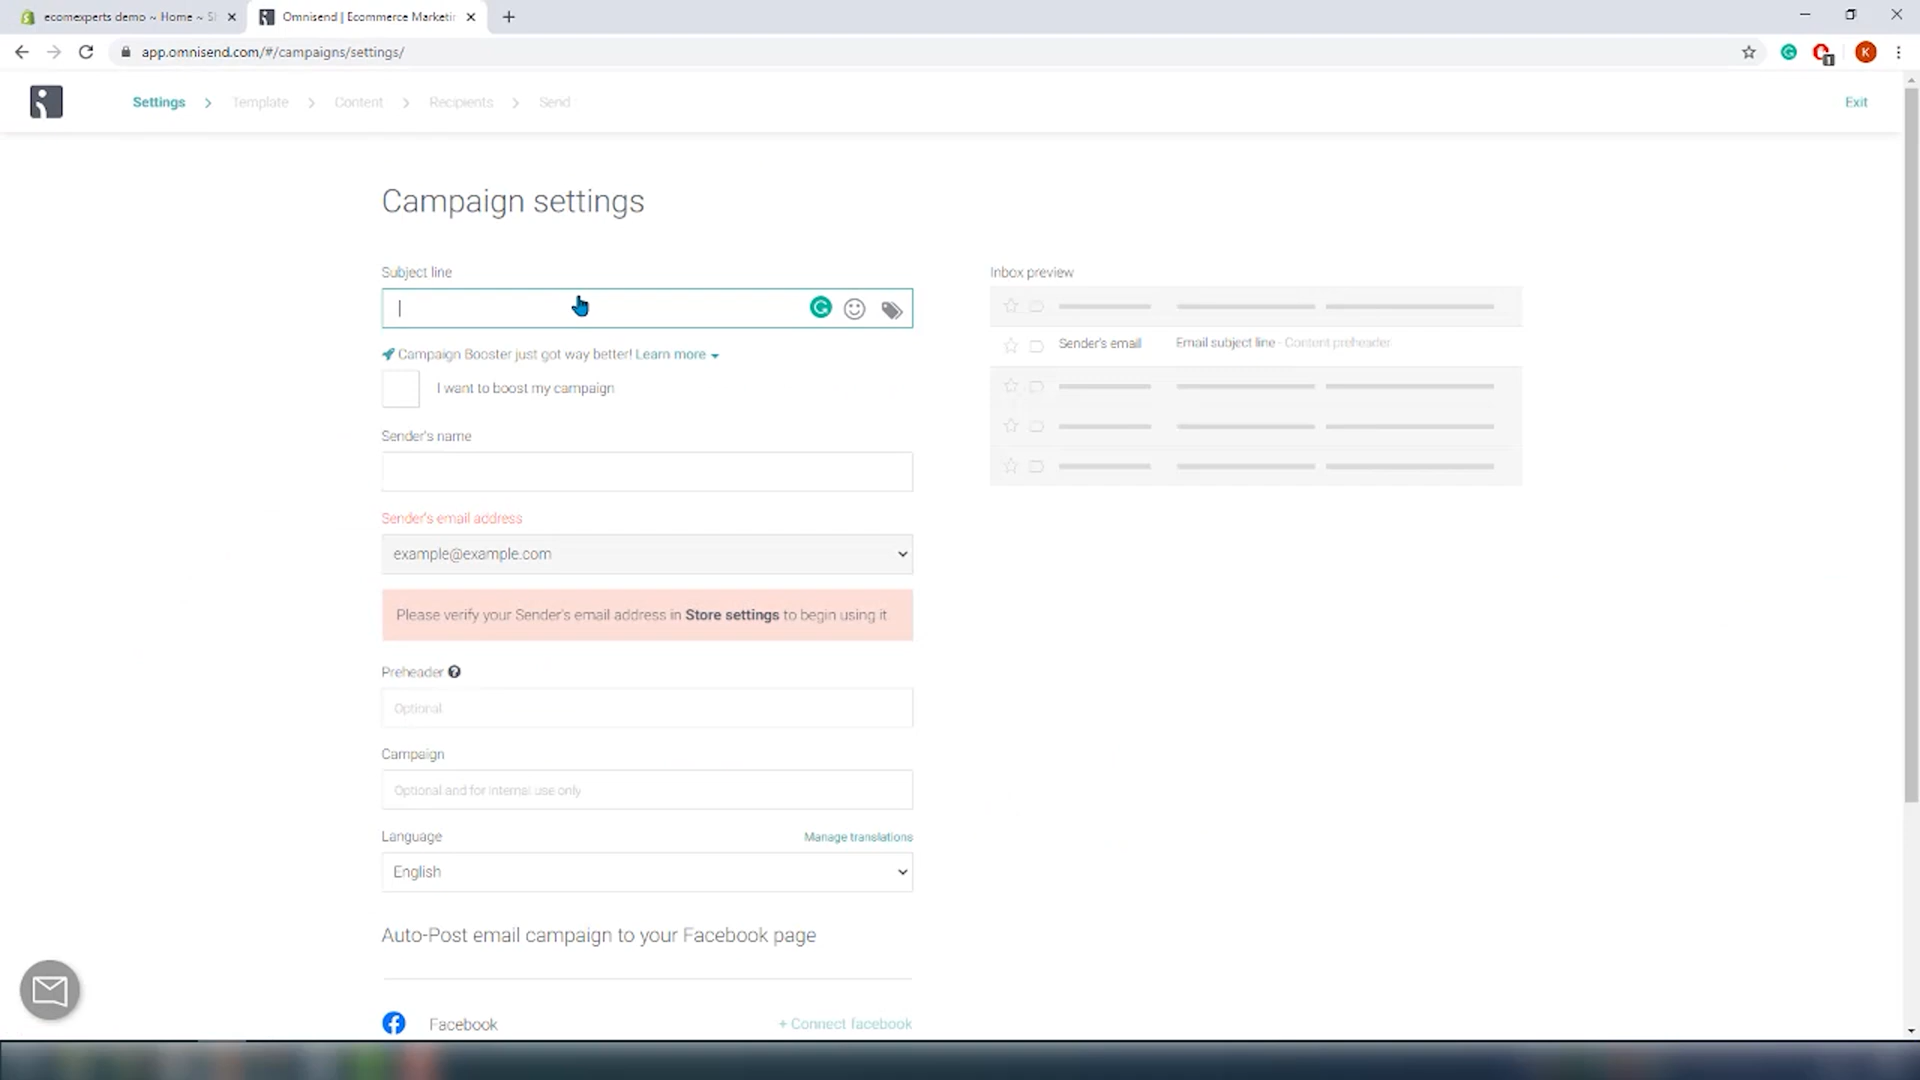 ecomexperts demo ~ Home ~ S
Omnisend | Ecommerce Marketin
app.omnisend.com/#/campaigns/settings/
K
1
Settings
Template
Content
Recipients
Send
Exit
Campaign settings
Subject line
Campaign Booster just got way better! Learn more
I want to boost my campaign
Sender's name
Sender's email address
example@example.com
Please verify your Sender's email address in Store settings to begin using it
Preheader ?
Optional
Campaign
Optional and for internal use only
Language
Manage translations
English
Auto-Post email campaign to your Facebook page
Facebook
+ Connect facebook
Inbox preview
Sender's email
Email subject line - Content preheader